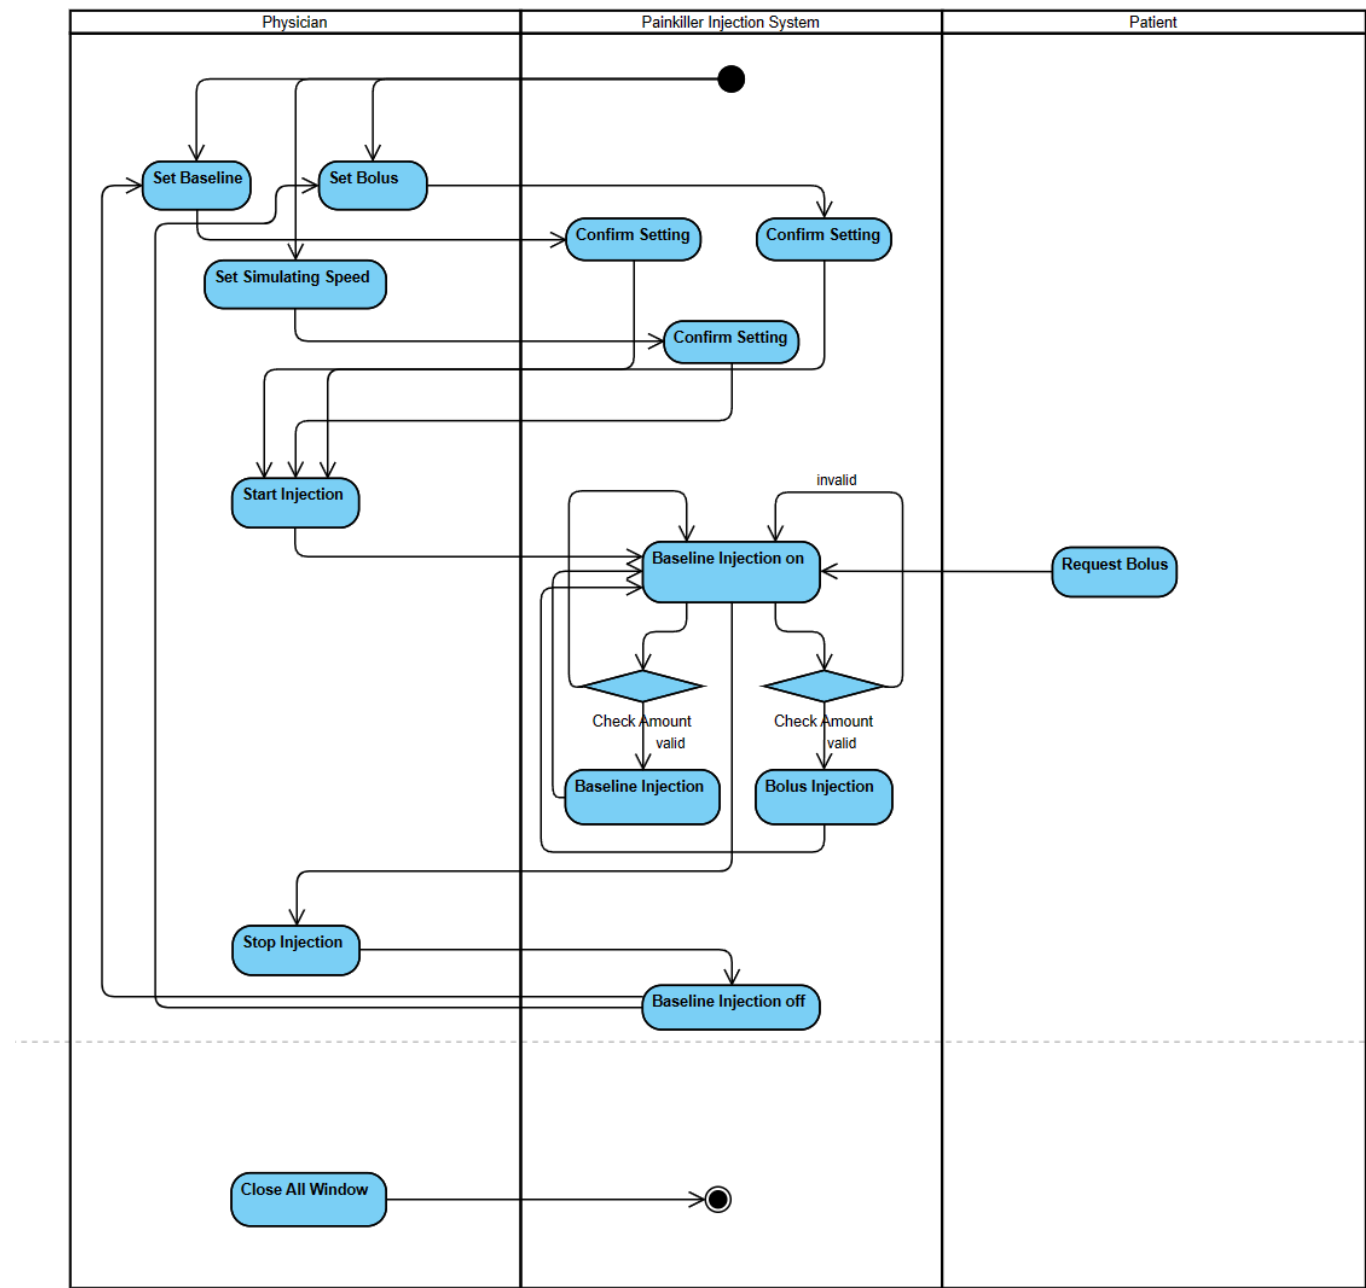 Physician
Painkiller Injection System
Patient
Set Baseline
Set Bolus
Confirm Setting
Confirm Setting
Set Simulating Speed
Confirm Setting
Start Injection
invalid
Baseline Injection on
Request Bolus
Check Amount
Check Amount
valid
valid
Baseline Injection
Bolus Injection
Stop Injection
Baseline Injection off
Close All Window